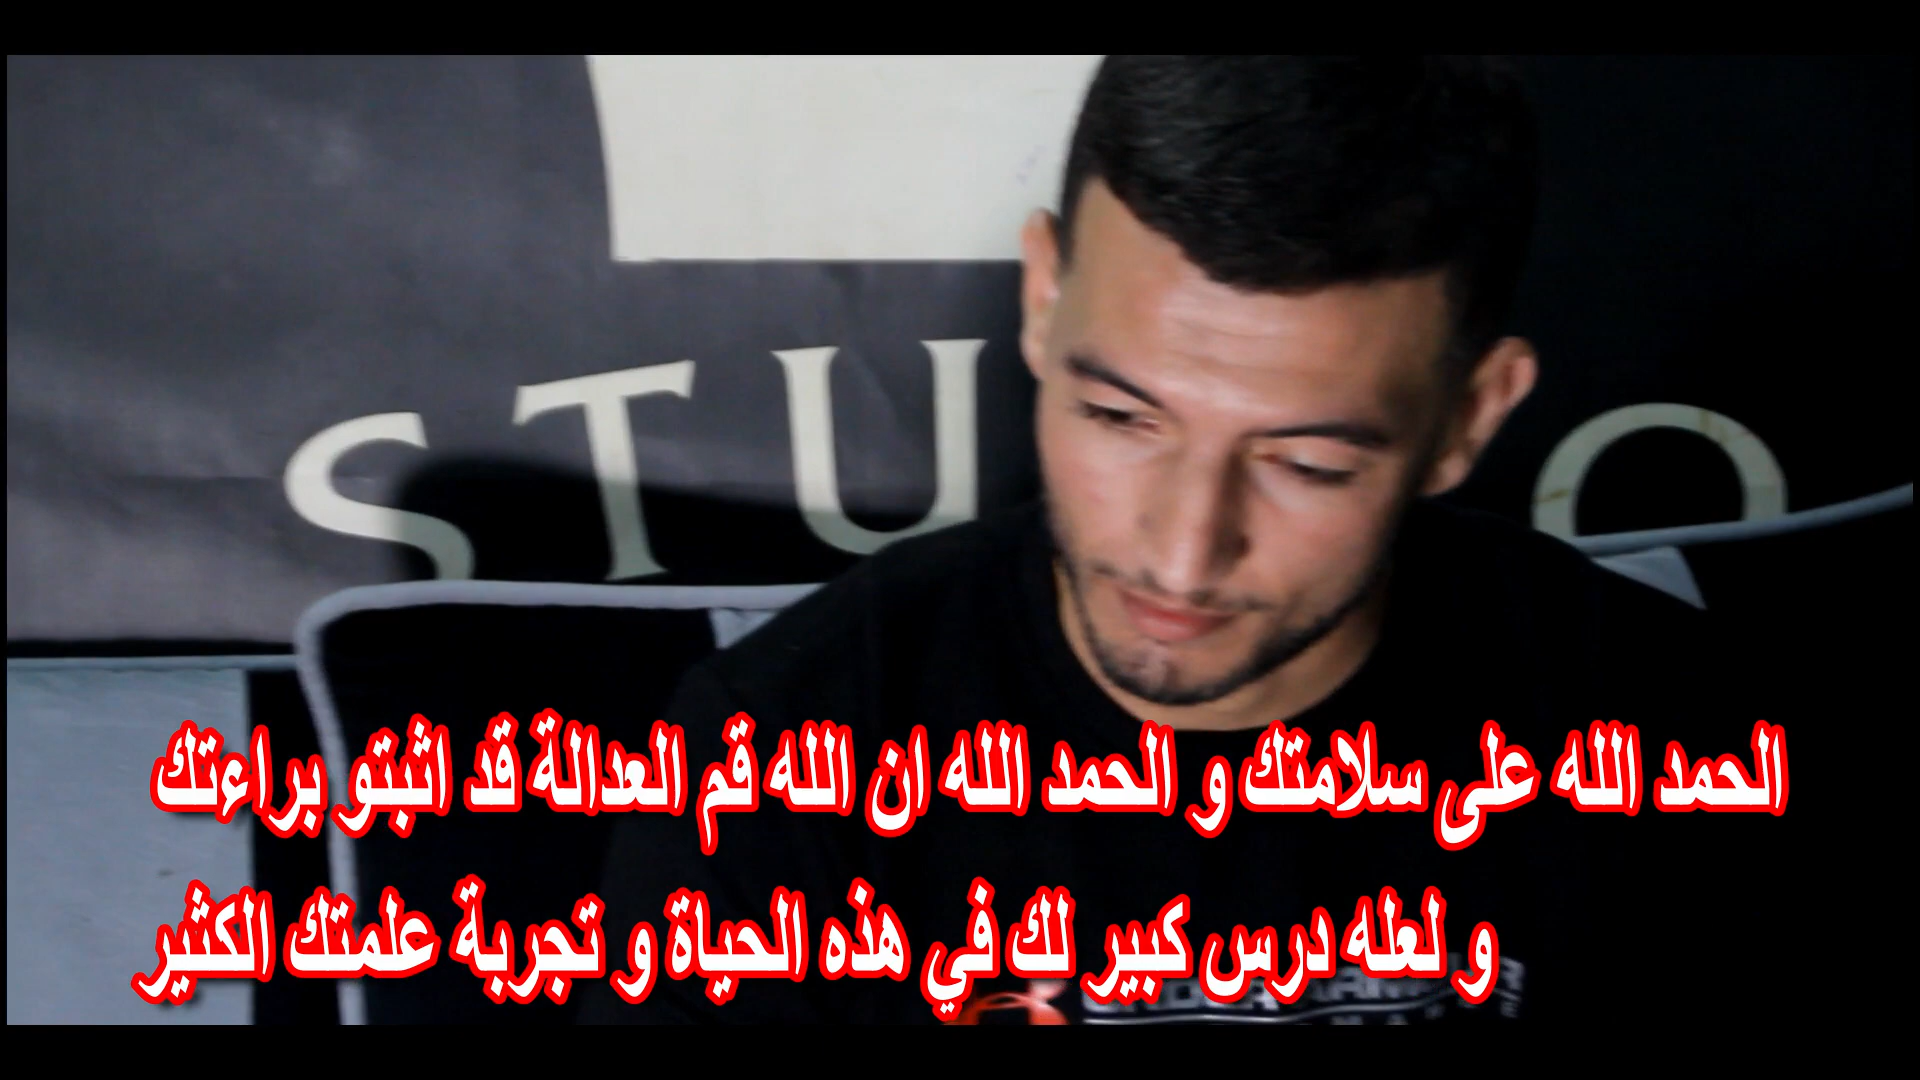 STU O
الحمد الله على سلامتك و الحمد الله ان الله قم العدالة قد اثبتو براءتك
و لعله درس كبير لك في هذه الحياة و تجربة علمتك الكثير